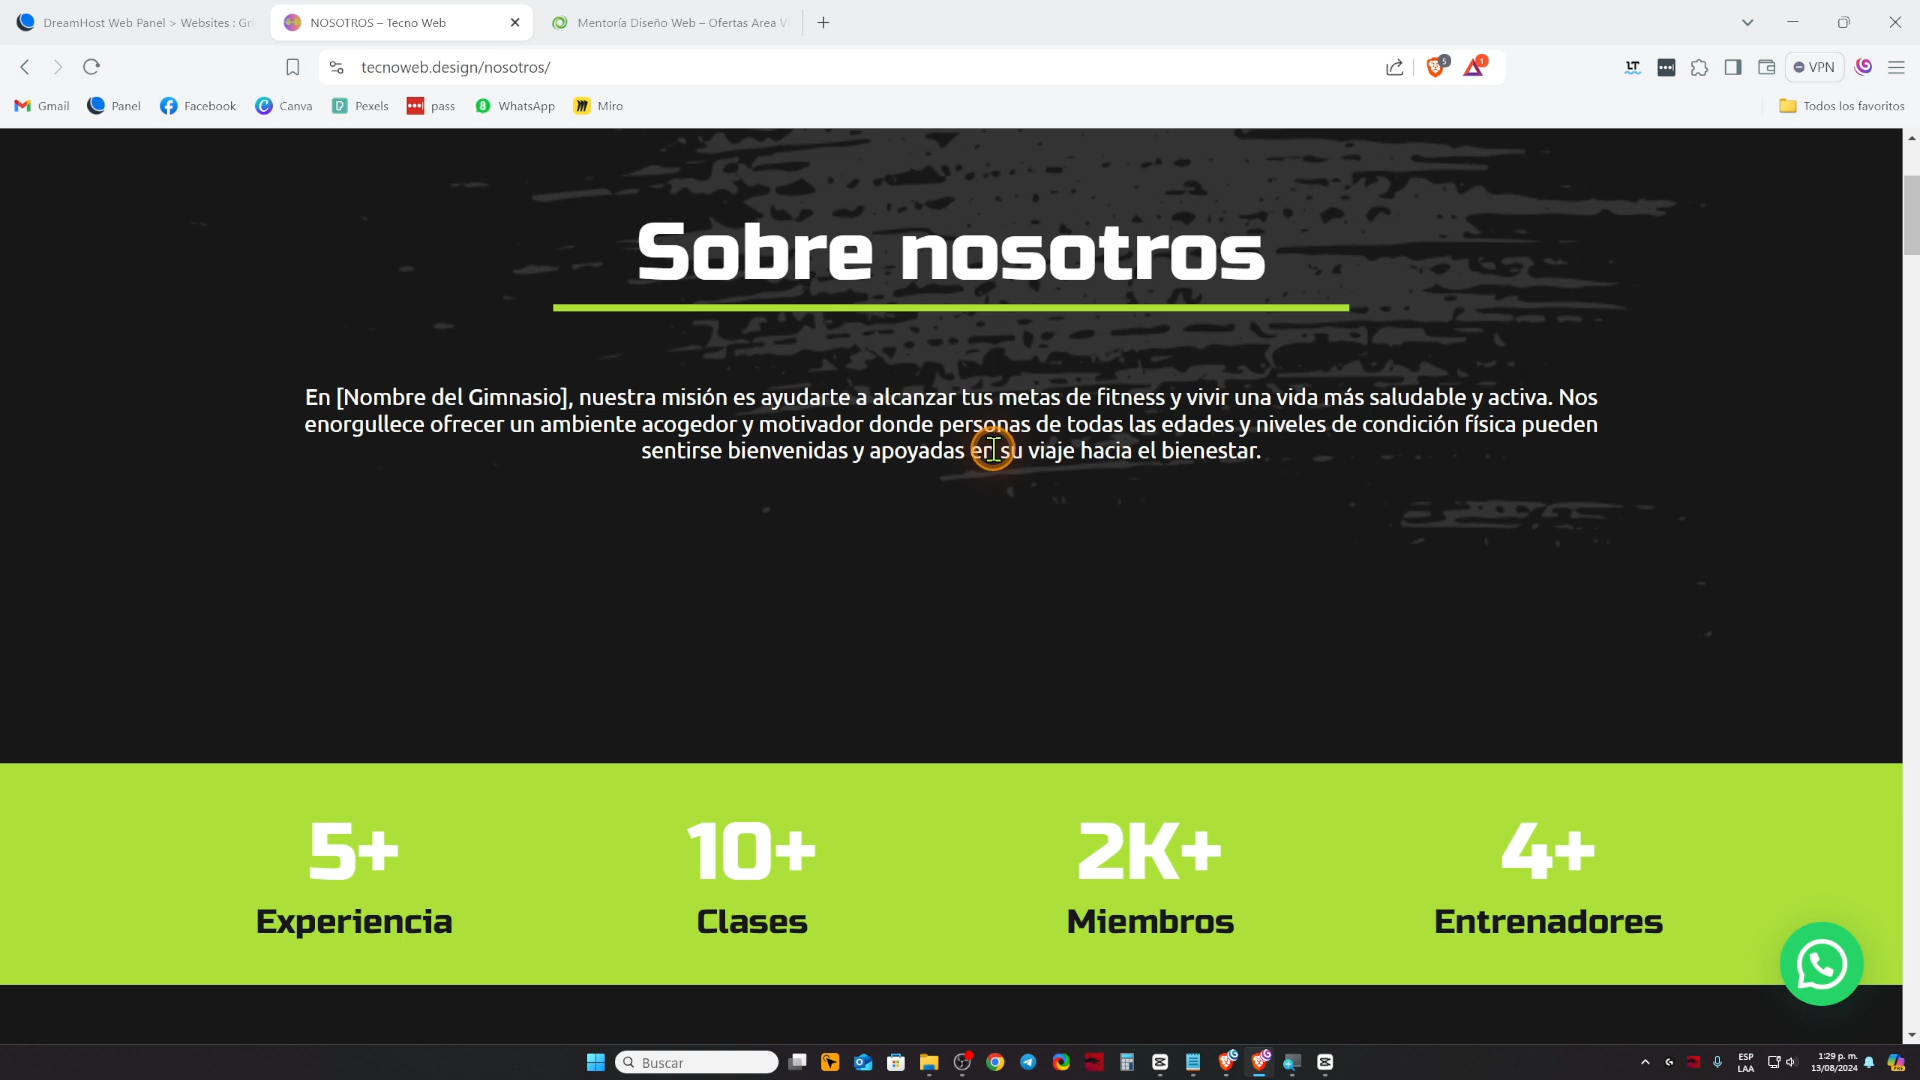 DreamHost Web Panel > Websites : Gri
NOSOTROS – Tecno Web
Mentoría Diseño Web – Ofertas Area V
tecnoweb.design/nosotros/
5
1
LT
VPN
Gmail
Panel
Facebook
Canva
Pexels
pass
WhatsApp
Miro
Todos los favoritos
Sobre nosotros
En [Nombre del Gimnasio], nuestra misión es ayudarte a alcanzar tus metas de fitness y vivir una vida más saludable y activa. Nos
enorgullece ofrecer un ambiente acogedor y motivador donde personas de todas las edades y niveles de condición física pueden
sentirse bienvenidas y apoyadas en su viaje hacia el bienestar.
5+
10+
2K+
4+
Experiencia
Clases
Miembros
Entrenadores
Buscar
ESP
LAA
1:29 p. m.
13/08/2024